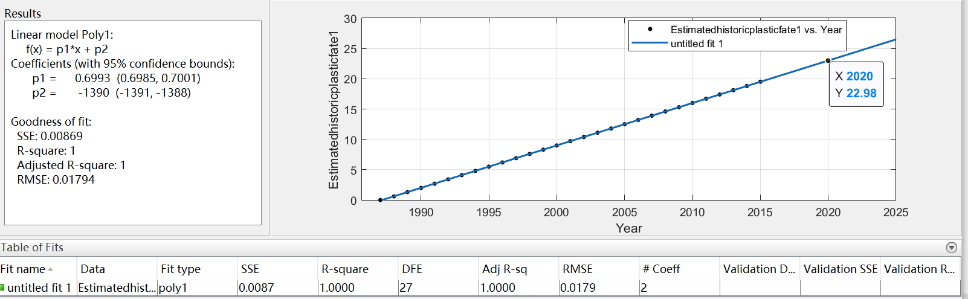 Results
Linear model Poly1:
f(x) = p1*x + p2
Coefficients (with 95% confidence bounds):
p1 = 0.6993 (0.6985, 0.7001)
p2 = -1390 (-1391, -1388)
Goodness of fit:
SSE: 0.00869
R-square: 1
Adjusted R-square: 1
RMSE: 0.01794
Estimatedhistoricplasticfate1
30
25
20
15
10
5
0
Estimatedhistoricplasticfate1 vs. Year
untitled fit 1
X 2020
Y 22.98
1990 1995 2000 2005 2010 2015 2020 2025
Year
Table of Fits
Fit name Data Fit type SSE R-square DFE Adj R-sq RMSE # Coeff Validation D... Validation SSE Validation R...
untitled fit 1 Estimatedhist... poly1 0.0087 1.0000 27 1.0000 0.0179 2